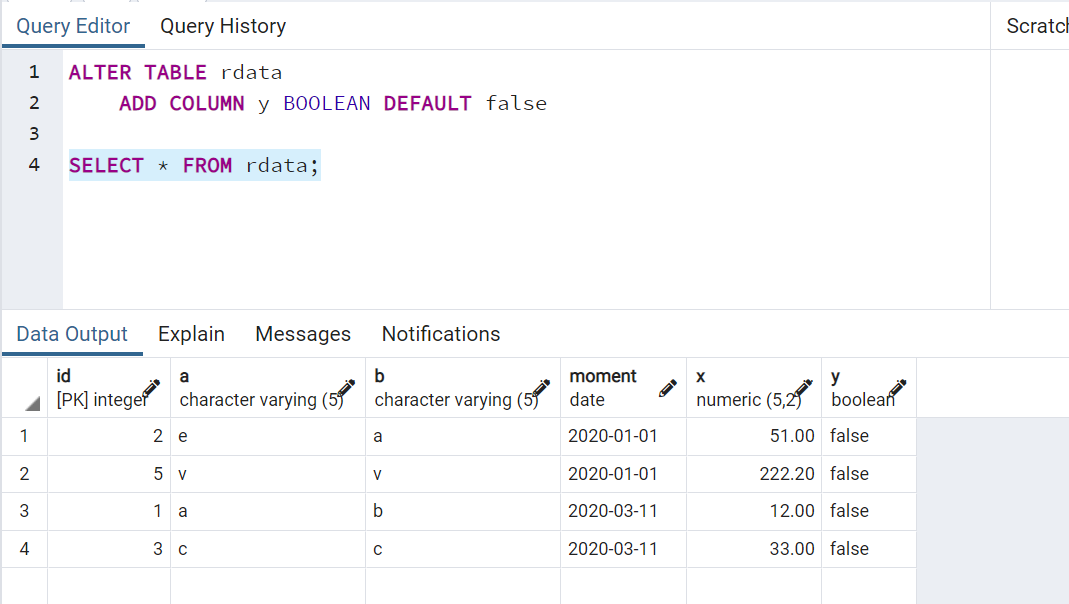 Query Editor Query History Scratch
1 ALTER TABLE rdata
2 ADD COLUMN y BOOLEAN DEFAULT false
3
4 SELECT * FROM rdata;
Data Output Explain Messages Notifications
id a b moment x y
[PK] integer character varying (5) character varying (5) date numeric (5,2) boolean
1 2 e a 2020-01-01 51.00 false
2 5 v v 2020-01-01 222.20 false
3 1 a b 2020-03-11 12.00 false
4 3 c c 2020-03-11 33.00 false